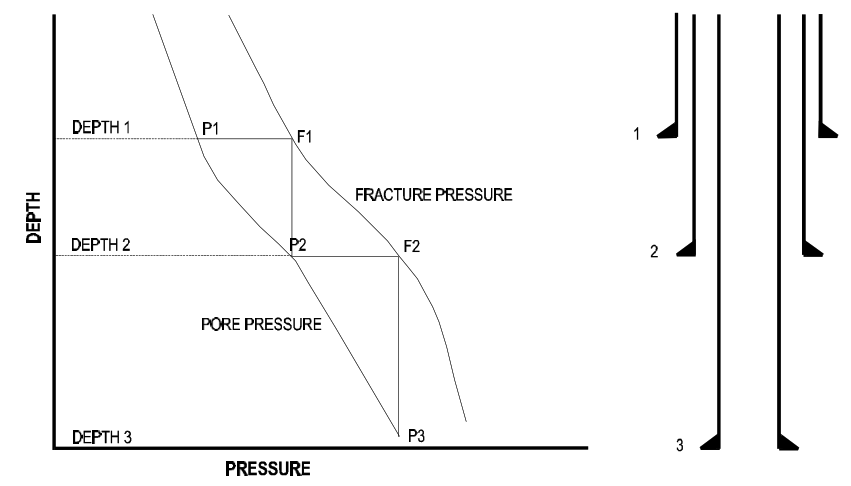 DEPTH 1
P1
F1
1
FRACTURE PRESSURE
DEPTH
DEPTH 2
P2
F2
2
PORE PRESSURE
DEPTH 3
P3
3
PRESSURE